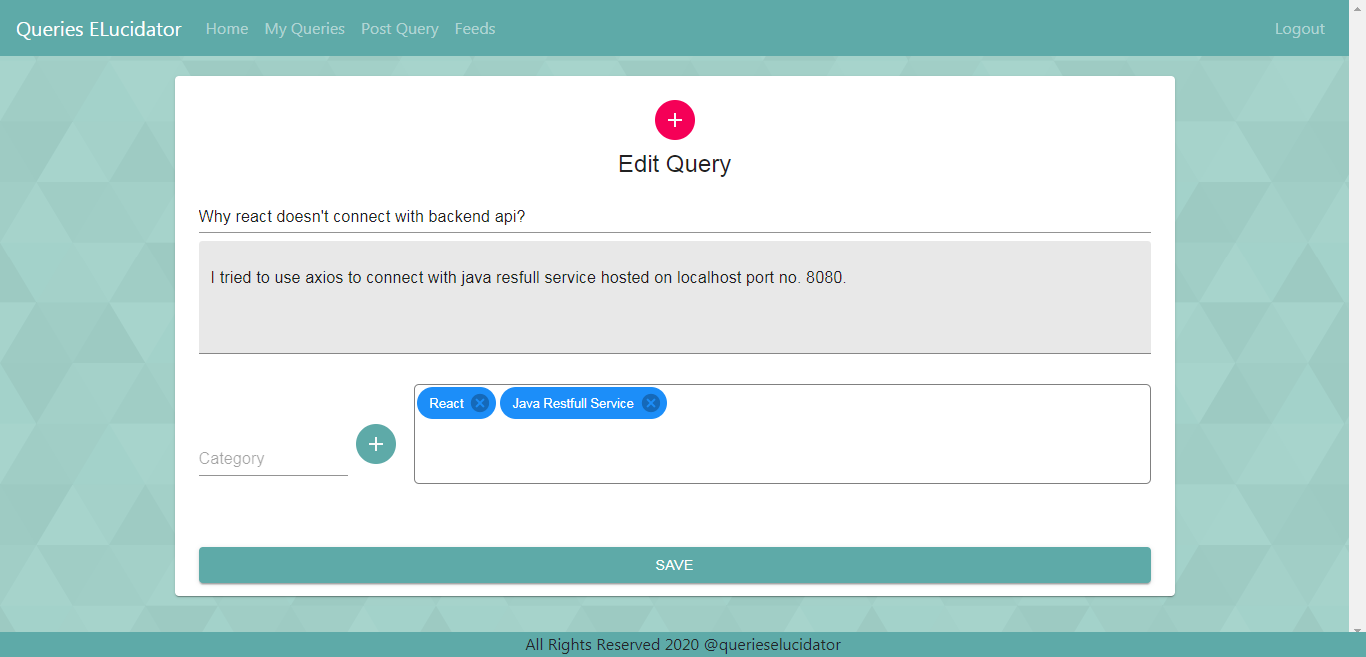 Queries ELucidator Home My Queries Post Query Feeds Logout
Edit Query
Why react doesn't connect with backend api?
I tried to use axios to connect with java resfull service hosted on localhost port no. 8080.
React Java Restfull Service
Category
SAVE
All Rights Reserved 2020 @querieselucidator